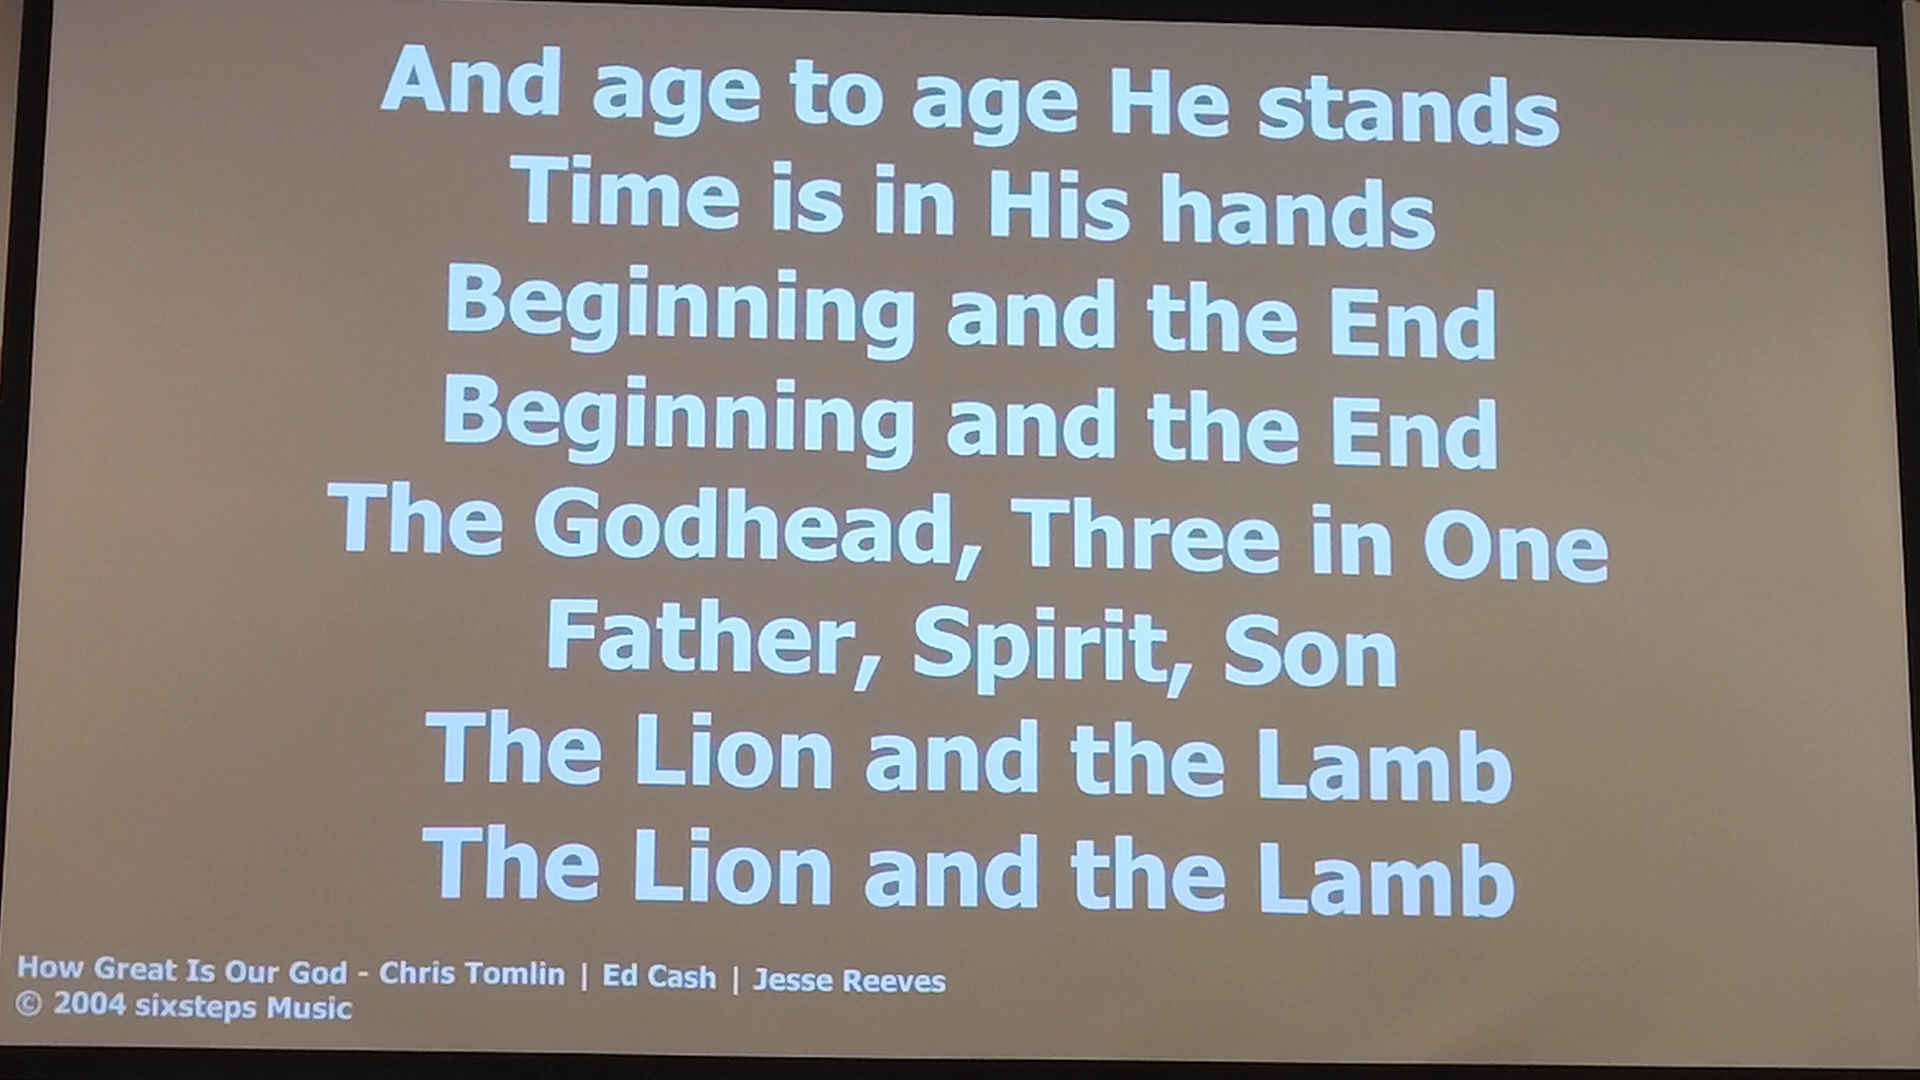 And age to age He stands
Time is in His hands
Beginning and the End
Beginning and the End
The Godhead, Three in One
Father, Spirit, Son
The Lion and the Lamb
The Lion and the Lamb
How Great Is Our God - Chris Tomlin | Ed Cash | Jesse Reeves
© 2004 sixsteps Music